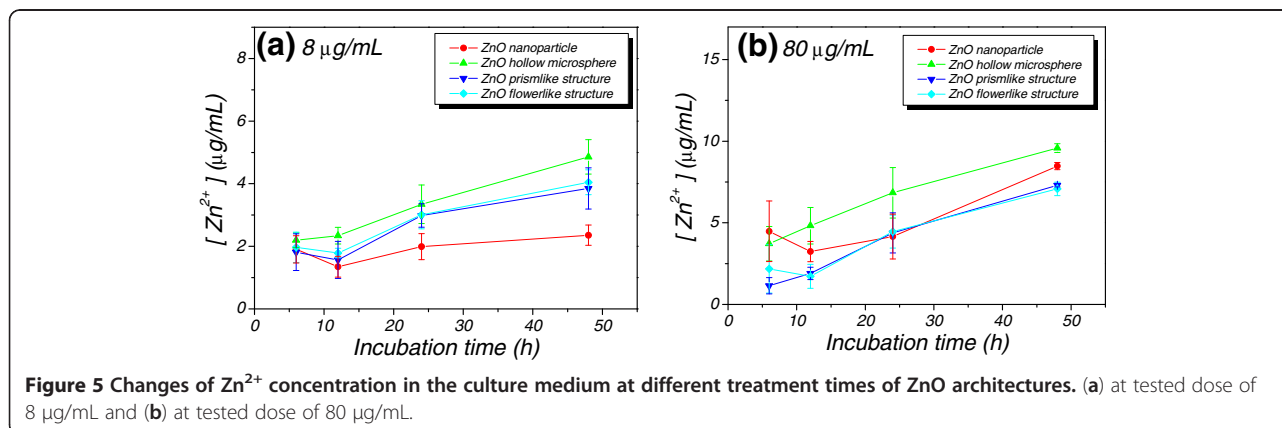 (a) 8 μg/mL
ZnO nanoparticle
ZnO hollow microsphere
ZnO prismlike structure
ZnO flowerlike structure
[ Zn²⁺ ] (μg/mL)
8
6
4
2
0
0 10 20 30 40 50
Incubation time (h)
(b) 80 μg/mL
ZnO nanoparticle
ZnO hollow microsphere
ZnO prismlike structure
ZnO flowerlike structure
[ Zn²⁺ ] (μg/mL)
15
10
5
0
0 10 20 30 40 50
Incubation time (h)
Figure 5 Changes of Zn²⁺ concentration in the culture medium at different treatment times of ZnO architectures. (a) at tested dose of
8 μg/mL and (b) at tested dose of 80 μg/mL.